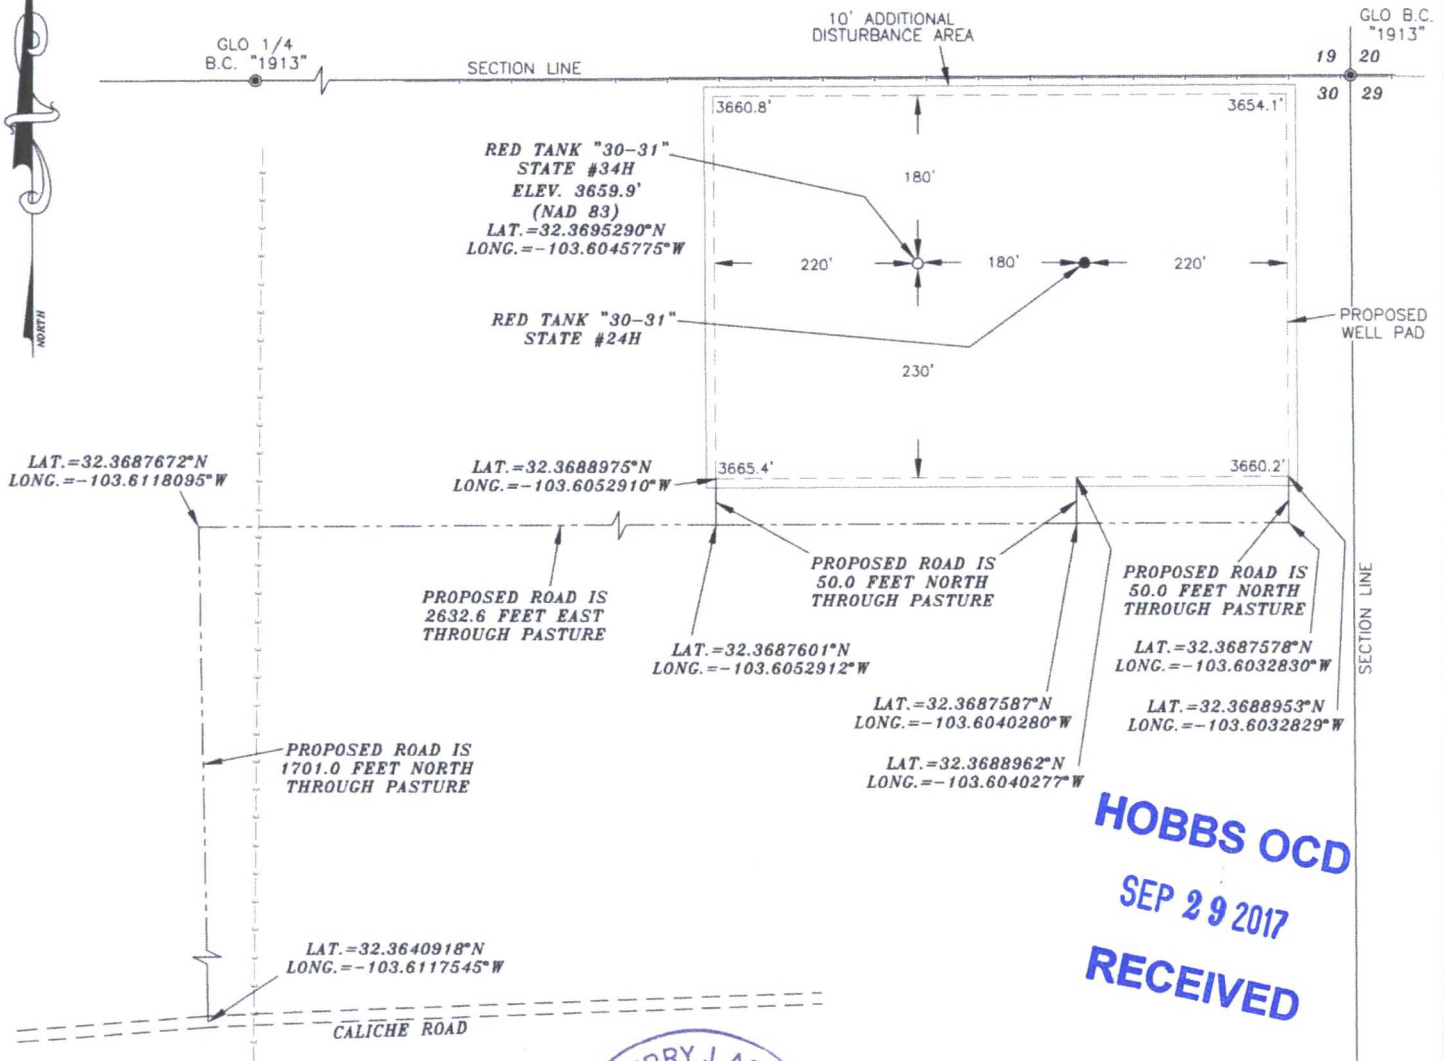 GLO 1/4
B.C. "1913"
SECTION LINE
10' ADDITIONAL
DISTURBANCE AREA
GLO B.C.
"1913"
19 20
30 29
3660.8'
3654.1'
RED TANK "30-31"
STATE #34H
ELEV. 3659.9'
(NAD 83)
LAT.=32.3695290°N
LONG.=-103.6045775°W
180'
220'
180'
220'
RED TANK "30-31"
STATE #24H
PROPOSED
WELL PAD
NORTH
230'
LAT.=32.3687672°N
LONG.=-103.6118095°W
LAT.=32.3688975°N
LONG.=-103.6052910°W
3665.4'
3660.2'
PROPOSED ROAD IS
2632.6 FEET EAST
THROUGH PASTURE
PROPOSED ROAD IS
50.0 FEET NORTH
THROUGH PASTURE
PROPOSED ROAD IS
50.0 FEET NORTH
THROUGH PASTURE
SECTION LINE
LAT.=32.3687601°N
LONG.=-103.6052912°W
LAT.=32.3687578°N
LONG.=-103.6032830°W
LAT.=32.3687587°N
LONG.=-103.6040280°W
LAT.=32.3688953°N
LONG.=-103.6032829°W
LAT.=32.3688962°N
LONG.=-103.6040277°W
PROPOSED ROAD IS
1701.0 FEET NORTH
THROUGH PASTURE
HOBBS OCD
SEP 29 2017
RECEIVED
LAT.=32.3640918°N
LONG.=-103.6117545°W
CALICHE ROAD